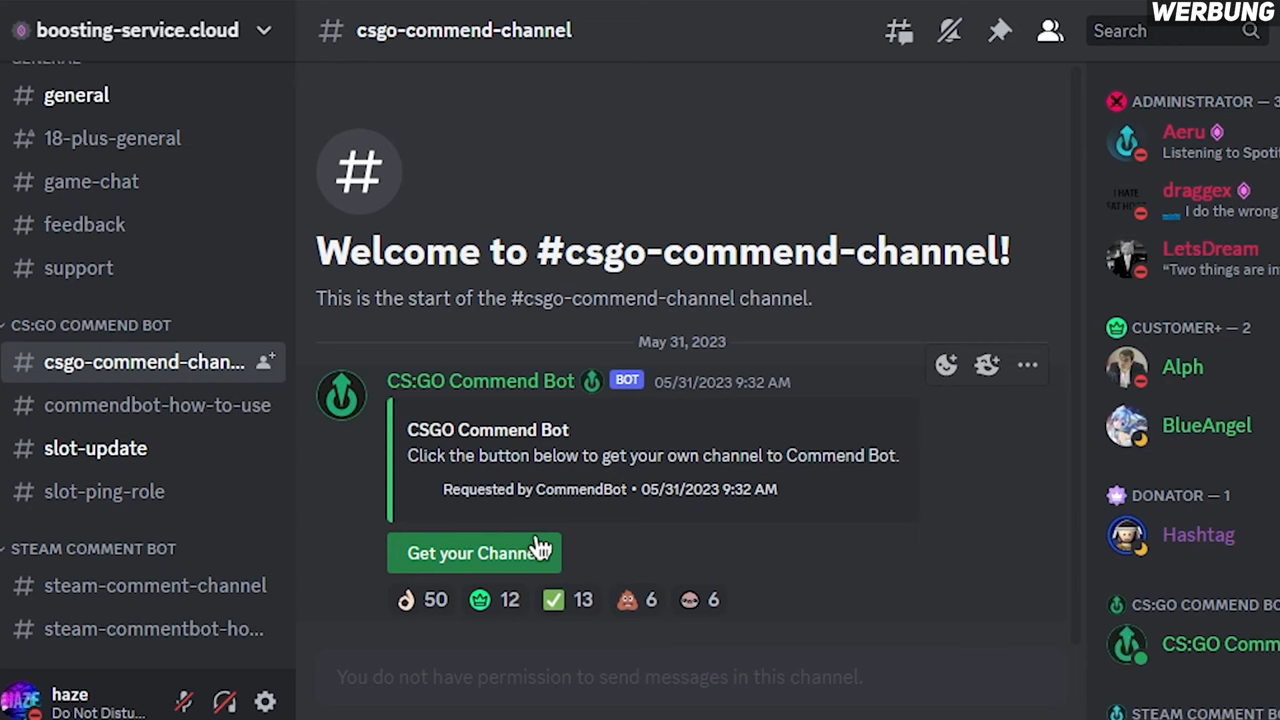 WERBUNG
boosting-service.cloud
csgo-commend-channel
Search
GENERAL
general
18-plus-general
game-chat
feedback
support
CS:GO COMMEND BOT
csgo-commend-chan...
commendbot-how-to-use
slot-update
slot-ping-role
STEAM COMMENT BOT
steam-comment-channel
steam-commentbot-ho...
haze
Do Not Distu...
Welcome to #csgo-commend-channel!
This is the start of the #csgo-commend-channel channel.
May 31, 2023
CS:GO Commend Bot BOT 05/31/2023 9:32 AM
CSGO Commend Bot
Click the button below to get your own channel to Commend Bot.
Requested by CommendBot • 05/31/2023 9:32 AM
Get your Channel
50 12 13 6 6
You do not have permission to send messages in this channel.
ADMINISTRATOR — 3
Aeru
Listening to Spotif
draggex
I do the wrong
LetsDream
“Two things are in
CUSTOMER+ — 2
Alph
BlueAngel
DONATOR — 1
Hashtag
CS:GO COMMEND BO
CS:GO Comm
STEAM COMMENT B